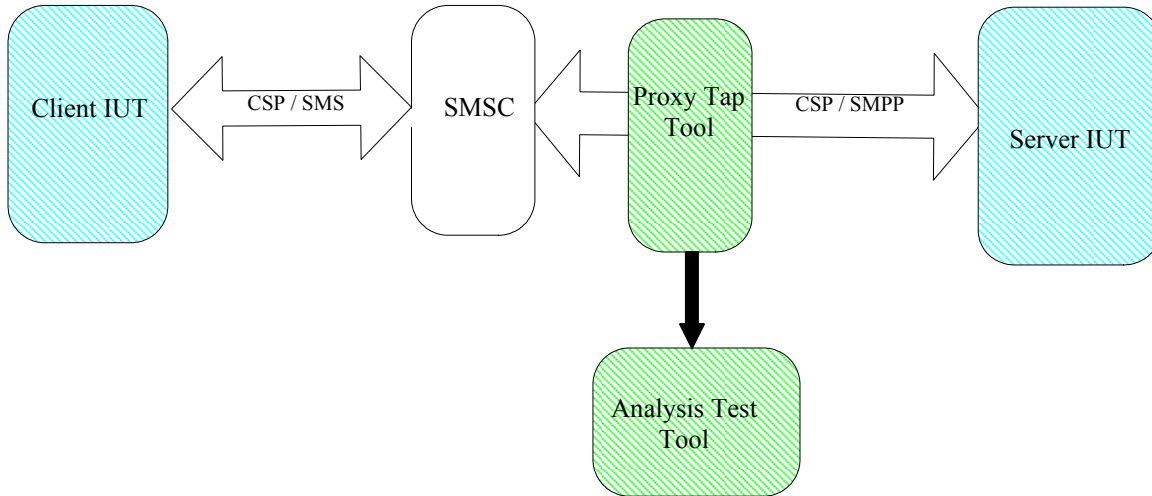 Client IUT
CSP / SMS
SMSC
Proxy Tap
Tool
CSP / SMPP
Server IUT
Analysis Test
Tool